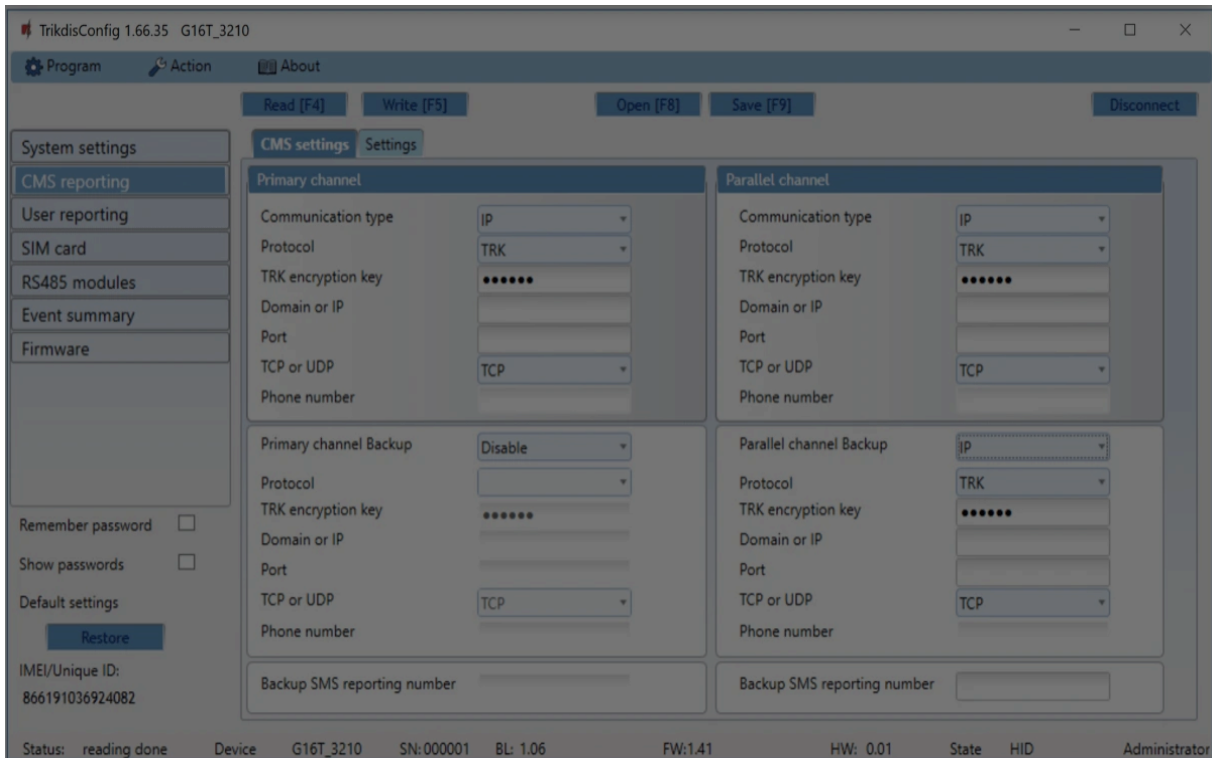 TrikdisConfig 1.66.35 G16T_3210
Program Action About
Read [F4] Write [F5] Open [F8] Save [F9] Disconnect
System settings
CMS reporting
User reporting
SIM card
RS485 modules
Event summary
Firmware
Remember password
Show passwords
Default settings
Restore
IMEI/Unique ID:
866191036924082
CMS settings Settings
Primary channel
Communication type IP
Protocol TRK
TRK encryption key ••••••
Domain or IP
Port
TCP or UDP TCP
Phone number
Primary channel Backup Disable
Protocol
TRK encryption key ••••••
Domain or IP
Port
TCP or UDP TCP
Phone number
Backup SMS reporting number
Parallel channel
Communication type IP
Protocol TRK
TRK encryption key ••••••
Domain or IP
Port
TCP or UDP TCP
Phone number
Parallel channel Backup IP
Protocol TRK
TRK encryption key ••••••
Domain or IP
Port
TCP or UDP TCP
Phone number
Backup SMS reporting number
Status: reading done Device G16T_3210 SN: 000001 BL: 1.06 FW:1.41 HW: 0.01 State HID Administrator